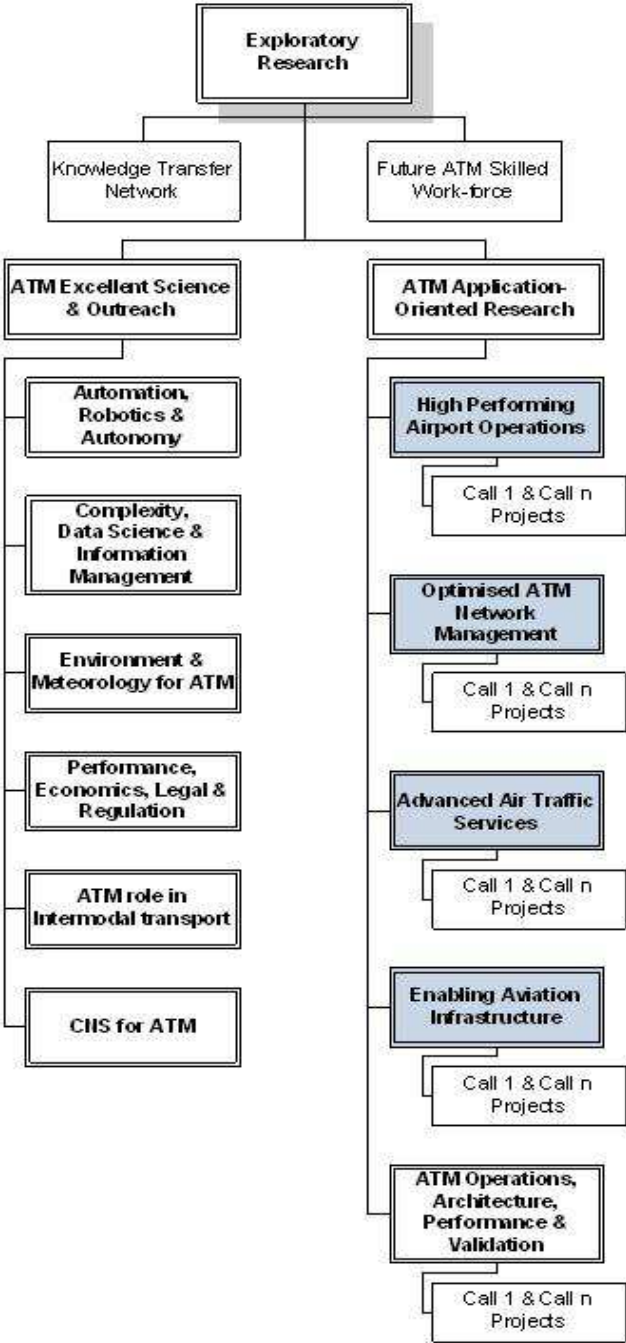 Exploratory
Research
Knowledge Transfer
Network
Future ATM Skilled
Work-force
ATM Excellent Science
& Outreach
Automation,
Robotics &
Autonomy
Complexity,
Data Science &
Information
Management
Environment &
Meteorology for ATM
Performance,
Economics, Legal &
Regulation
ATM role in
Intermodal transport
CNS for ATM
ATM Application-
Oriented Research
High Performing
Airport Operations
Call 1 & Call n
Projects
Optimised ATM
Network
Management
Call 1 & Call n
Projects
Advanced Air Traffic
Services
Call 1 & Call n
Projects
Enabling Aviation
Infrastructure
Call 1 & Call n
Projects
ATM Operations,
Architecture,
Performance &
Validation
Call 1 & Call n
Projects